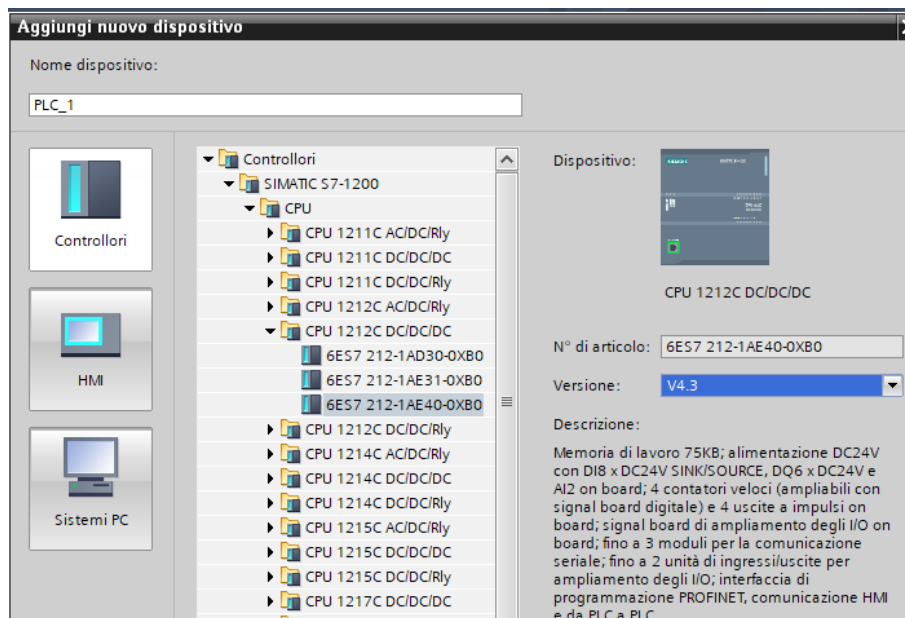 Aggiungi nuovo dispositivo
Nome dispositivo:
PLC_1
Controllori
HMI
Sistemi PC
Controllori
SIMATIC S7-1200
CPU
CPU 1211C AC/DC/Rly
CPU 1211C DC/DC/DC
CPU 1211C DC/DC/Rly
CPU 1212C AC/DC/Rly
CPU 1212C DC/DC/DC
6ES7 212-1AD30-0XB0
6ES7 212-1AE31-0XB0
6ES7 212-1AE40-0XB0
CPU 1212C DC/DC/Rly
CPU 1214C AC/DC/Rly
CPU 1214C DC/DC/DC
CPU 1214C DC/DC/Rly
CPU 1215C AC/DC/Rly
CPU 1215C DC/DC/DC
CPU 1215C DC/DC/Rly
CPU 1217C DC/DC/DC
Dispositivo:
CPU 1212C DC/DC/DC
N° di articolo: 6ES7 212-1AE40-0XB0
Versione: V4.3
Descrizione:
Memoria di lavoro 75KB; alimentazione DC24V
con DI8 x DC24V SINK/SOURCE, DQ6 x DC24V e
AI2 on board; 4 contatori veloci (ampliabili con
signal board digitale) e 4 uscite a impulsi on
board; signal board di ampliamento degli I/O on
board; fino a 3 moduli per la comunicazione
seriale; fino a 2 unità di ingressi/uscite per
ampliamento degli I/O; interfaccia di
programmazione PROFINET, comunicazione HMI
e da PLC a PLC